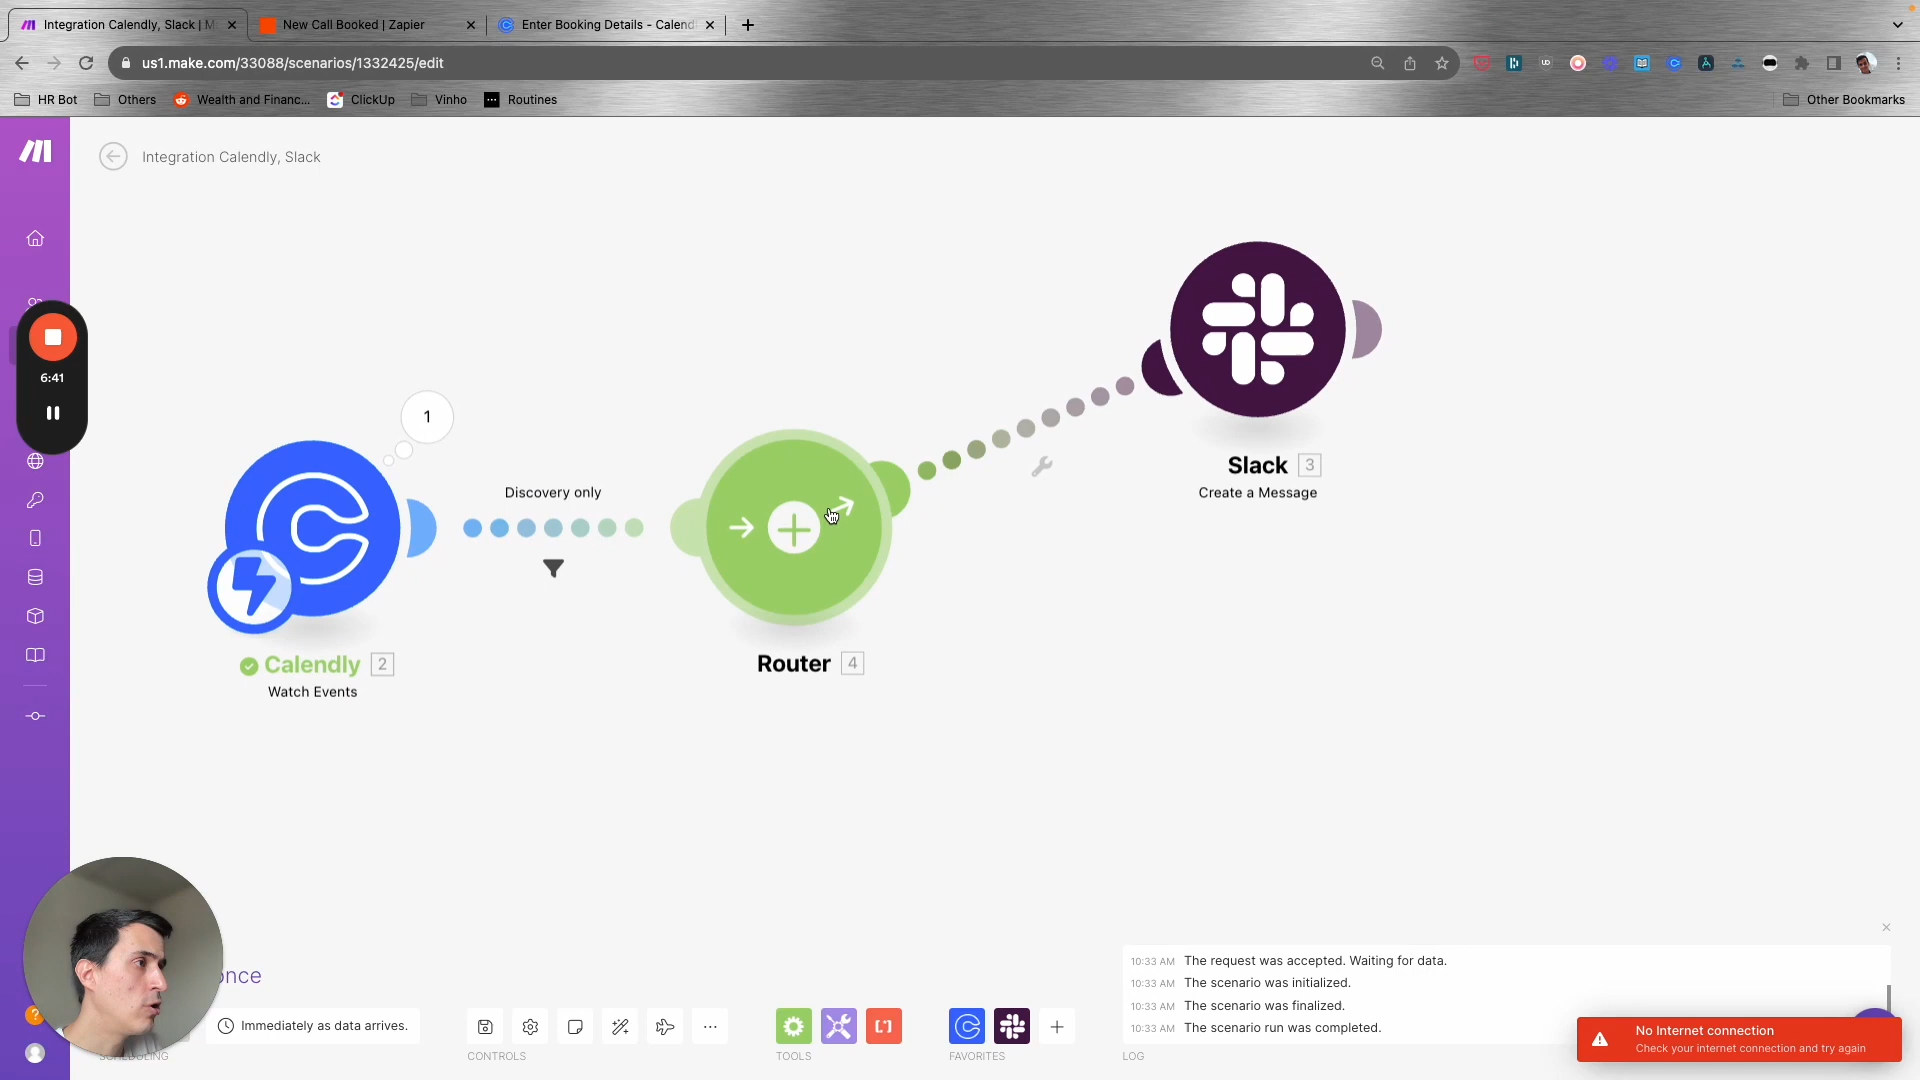 Integration Calendly, Slack | M
New Call Booked | Zapier
Enter Booking Details - Calend
us1.make.com/33088/scenarios/1332425/edit
HR Bot
Others
Wealth and Financ...
ClickUp
Vinho
Routines
Other Bookmarks
Integration Calendly, Slack
6:41
1
Discovery only
Slack 3
Create a Message
Calendly 2
Watch Events
Router 4
once
Immediately as data arrives.
SCHEDULING
CONTROLS
TOOLS
FAVORITES
LOG
10:33 AM The request was accepted. Waiting for data.
10:33 AM The scenario was initialized.
10:33 AM The scenario was finalized.
10:33 AM The scenario run was completed.
No Internet connection
Check your internet connection and try again
?